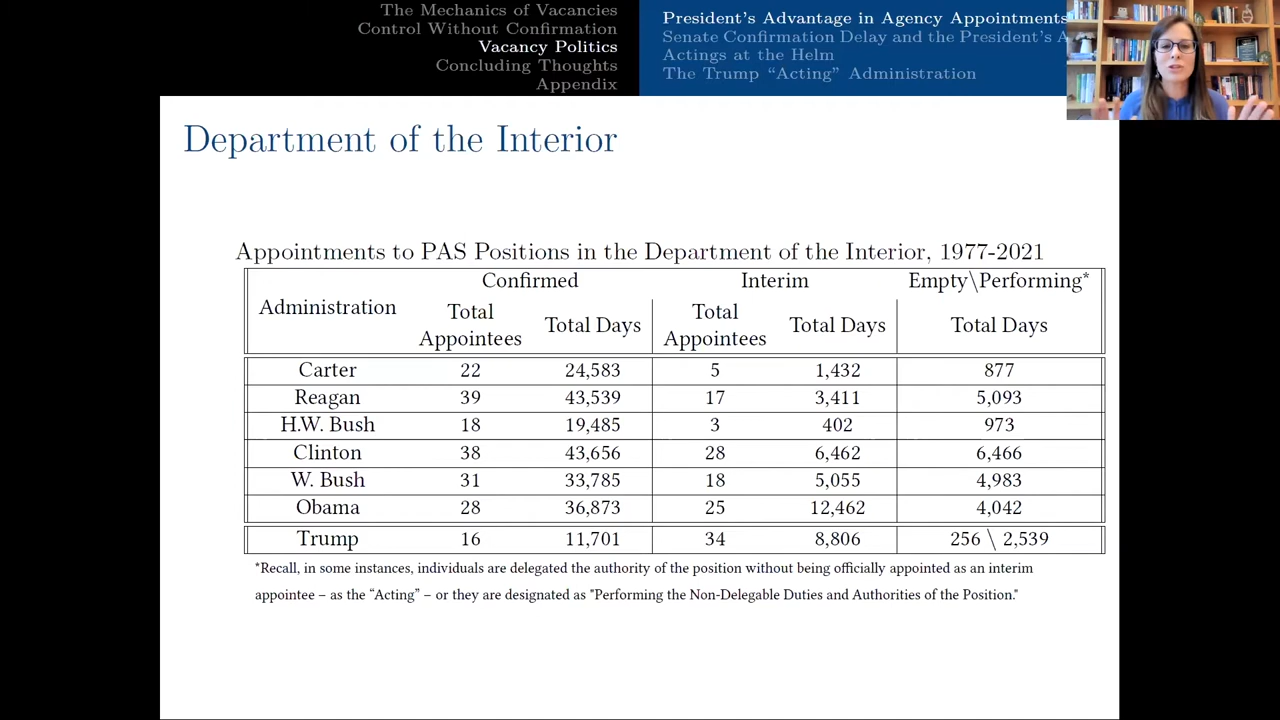 The Mechanics of Vacancies
Control Without Confirmation
Vacancy Politics
Concluding Thoughts
Appendix
President's Advantage in Agency Appointments
Senate Confirmation Delay and the President's A
Actings at the Helm
The Trump “Acting” Administration
Department of the Interior
Appointments to PAS Positions in the Department of the Interior, 1977-2021
Administration Confirmed Interim Empty\Performing*
Total Appointees Total Days Total Appointees Total Days Total Days
Carter 22 24,583 5 1,432 877
Reagan 39 43,539 17 3,411 5,093
H.W. Bush 18 19,485 3 402 973
Clinton 38 43,656 28 6,462 6,466
W. Bush 31 33,785 18 5,055 4,983
Obama 28 36,873 25 12,462 4,042
Trump 16 11,701 34 8,806 256 \ 2,539
*Recall, in some instances, individuals are delegated the authority of the position without being officially appointed as an interim
appointee – as the “Acting” – or they are designated as "Performing the Non-Delegable Duties and Authorities of the Position."